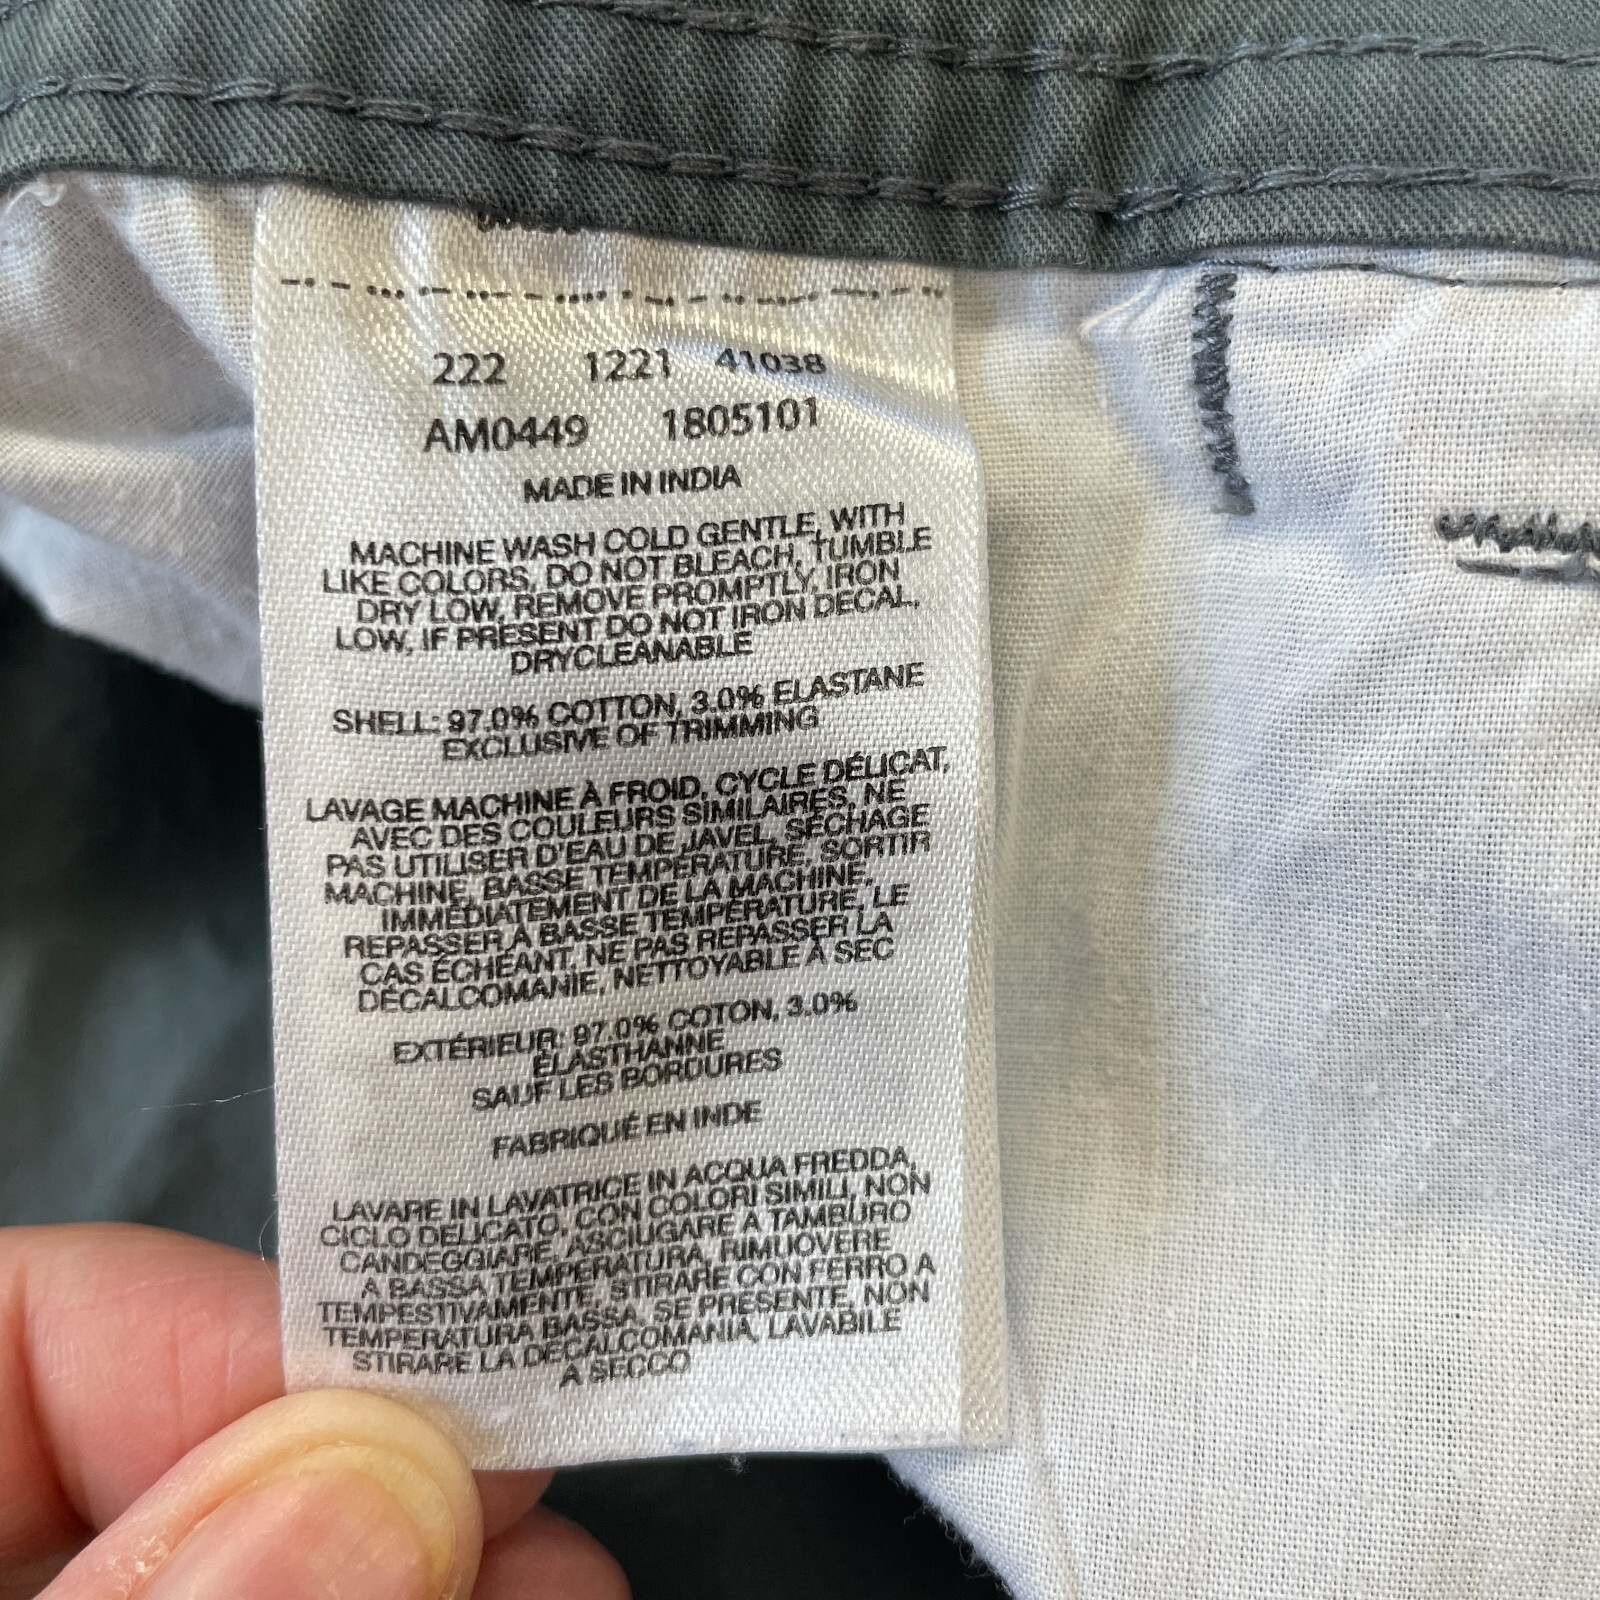 222 1221 41038
AM0449 1805101
MADE IN INDIA
MACHINE WASH COLD GENTLE, WITH
LIKE COLORS, DO NOT BLEACH, TUMBLE
DRY LOW, REMOVE PROMPTLY, IRON
LOW, IF PRESENT DO NOT IRON DECAL,
DRYCLEANABLE
SHELL: 97.0% COTTON, 3.0% ELASTANE
EXCLUSIVE OF TRIMMING
LAVAGE MACHINE À FROID, CYCLE DÉLICAT,
AVEC DES COULEURS SIMILAIRES, NE
PAS UTILISER D'EAU DE JAVEL, SÉCHAGE
MACHINE, BASSE TEMPÉRATURE, SORTIR
IMMÉDIATEMENT DE LA MACHINE,
REPASSER À BASSE TEMPÉRATURE, LE
CAS ÉCHÉANT, NE PAS REPASSER LA
DÉCALCOMANIE, NETTOYABLE À SEC
EXTÉRIEUR: 97.0% COTON, 3.0%
ÉLASTHANNE
SAUF LES BORDURES
FABRIQUÉ EN INDE
LAVARE IN LAVATRICE IN ACQUA FREDDA,
CICLO DELICATO, CON COLORI SIMILI, NON
CANDEGGIARE, ASCIUGARE A TAMBURO
A BASSA TEMPERATURA, RIMUOVERE
TEMPESTIVAMENTE, STIRARE CON FERRO A
TEMPERATURA BASSA, SE PRESENTE, NON
STIRARE LA DECALCOMANIA, LAVABILE
A SECCO